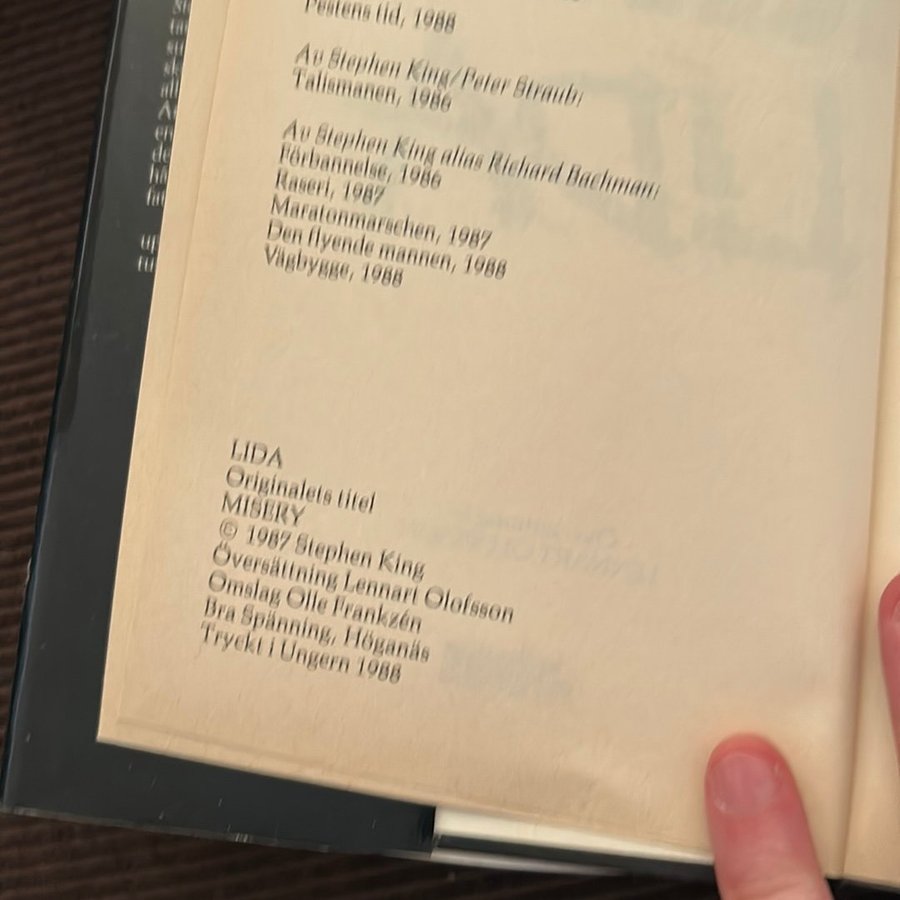 Pestens tid, 1988
Av Stephen King/Peter Straub:
Talismanen, 1986
Av Stephen King alias Richard Bachman:
Förbannelse, 1986
Raseri, 1987
Maratonmarschen, 1987
Den flyende mannen, 1988
Vägbygge, 1988
LIDA
Originalets titel
MISERY
© 1987 Stephen King
Översättning Lennart Olofsson
Omslag Olle Frankzén
Bra Spänning, Höganäs
Tryckt i Ungern 1988